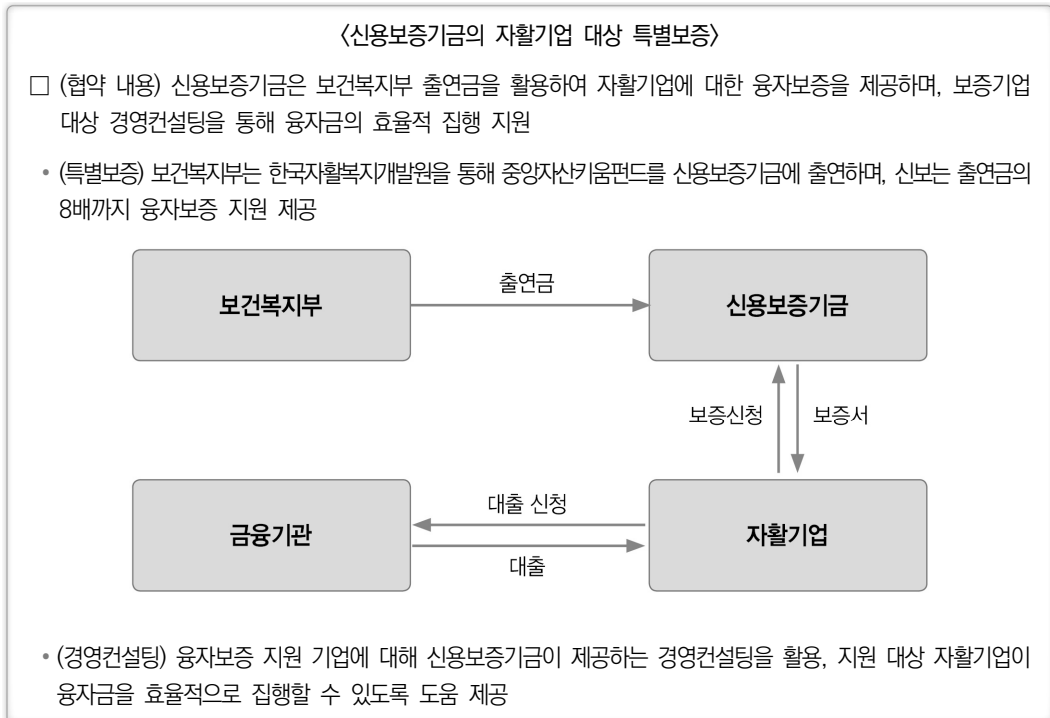 〈신용보증기금의 자활기업 대상 특별보증〉
□ (협약 내용) 신용보증기금은 보건복지부 출연금을 활용하여 자활기업에 대한 융자보증을 제공하며, 보증기업
대상 경영컨설팅을 통해 융자금의 효율적 집행 지원
• (특별보증) 보건복지부는 한국자활복지개발원을 통해 중앙자산키움펀드를 신용보증기금에 출연하며, 신보는 출연금의
8배까지 융자보증 지원 제공
보건복지부
출연금
신용보증기금
보증신청
보증서
금융기관
대출 신청
대출
자활기업
• (경영컨설팅) 융자보증 지원 기업에 대해 신용보증기금이 제공하는 경영컨설팅을 활용, 지원 대상 자활기업이
융자금을 효율적으로 집행할 수 있도록 도움 제공